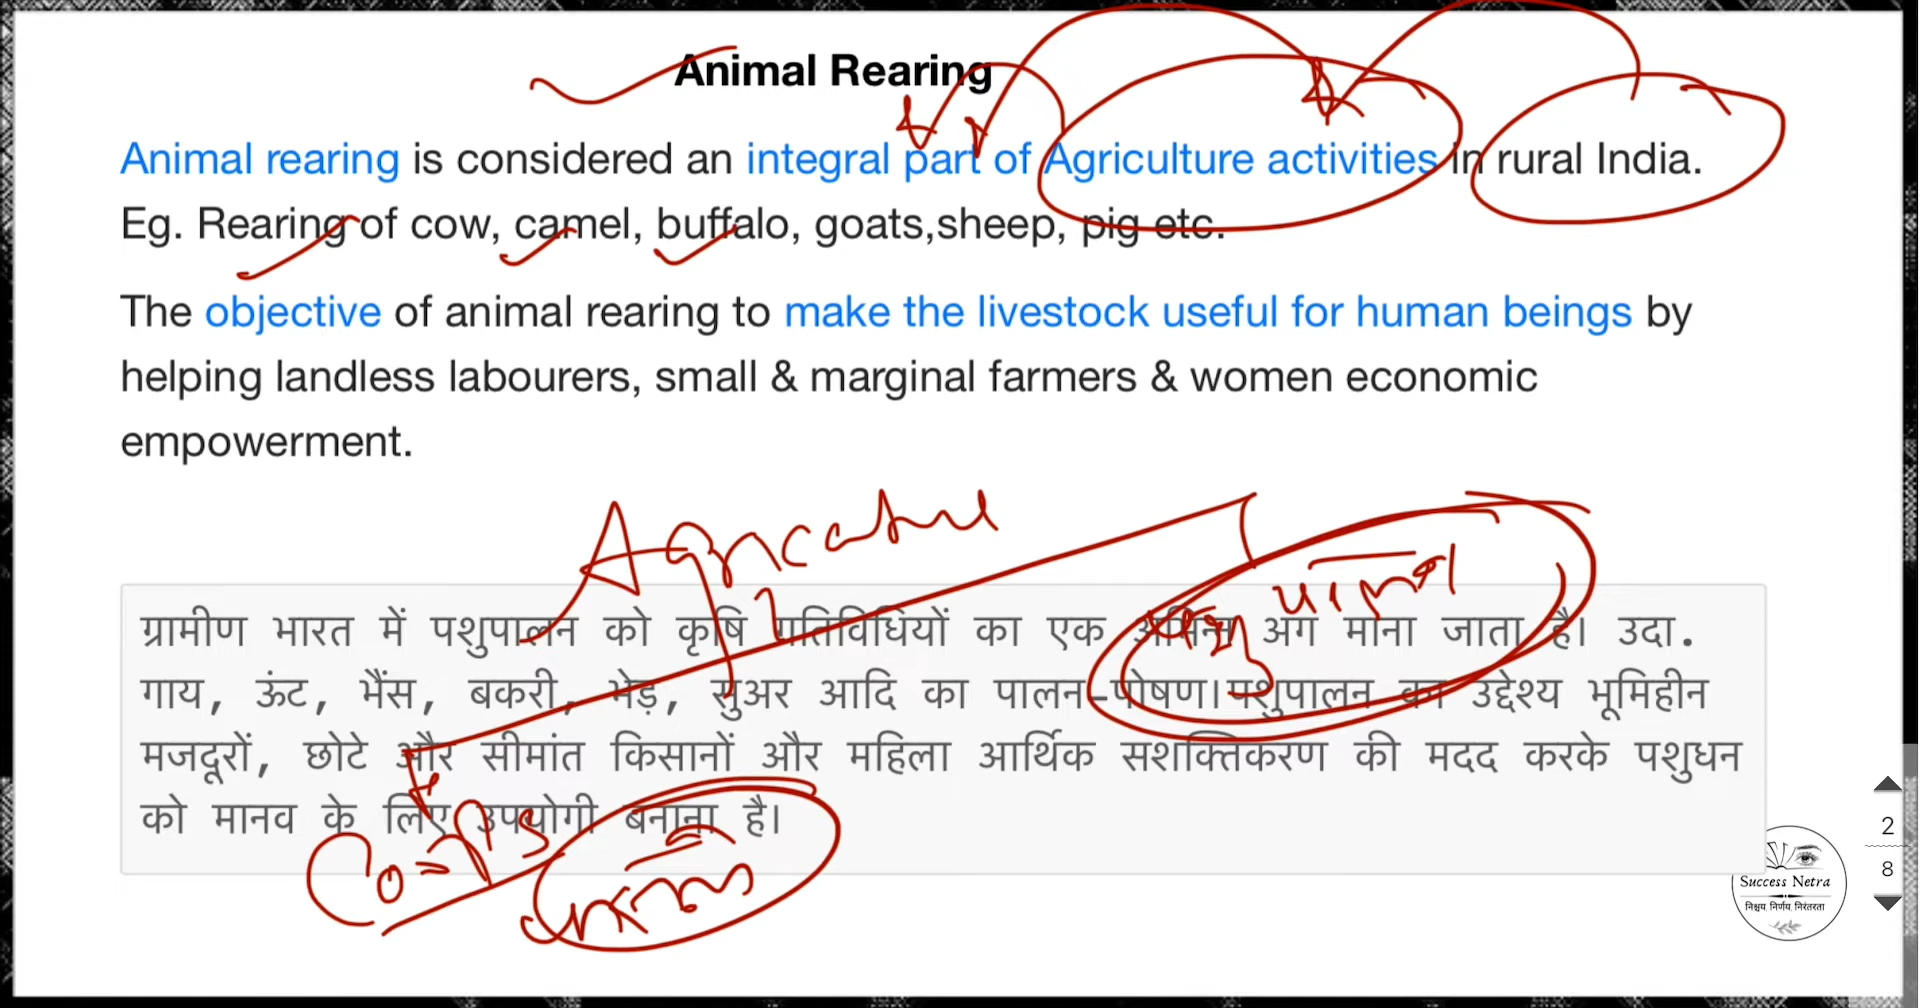 Animal Rearing
Animal rearing is considered an integral part of Agriculture activities in rural India.
Eg. Rearing of cow, camel, buffalo, goats,sheep, pig etc.
The objective of animal rearing to make the livestock useful for human beings by
helping landless labourers, small & marginal farmers & women economic
empowerment.
ग्रामीण भारत में पशुपालन को कृषि गतिविधियों का एक अंग माना जाता है। उदा.
गाय, ऊंट, भैंस, बकरी, भेड़, सुअर आदि का पालन-पोषण।पशुपालन का उद्देश्य भूमिहीन
मजदूरों, छोटे और सीमांत किसानों और महिला आर्थिक सशक्तिकरण की मदद करके पशुधन
को मानव के लिए उपयोगी बनाना है।
पशु पालन
2
8
Success Netra
निश्चय, निर्णय, निरंतरता